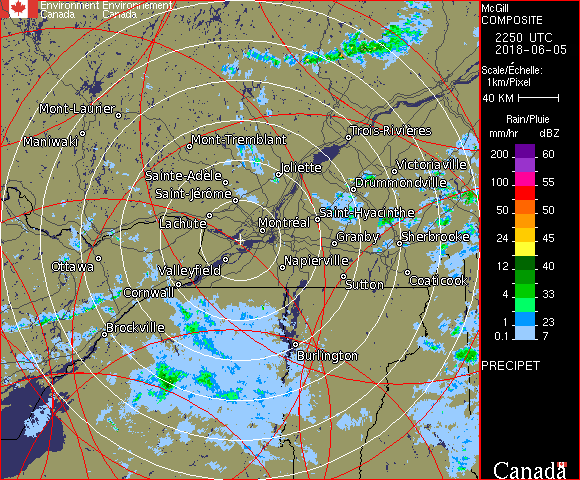 Environment Environnement
Canada Canada
McGill
COMPOSITE
2250 UTC
2018-06-05
Scale/Échelle:
1km/Pixel
40 KM
Rain/Pluie
mm/hr dBZ
200 60
100 55
50 50
24 45
12 40
4 33
1 23
0.1 7
PRECIPET
Canada
Mont-Laurier
Maniwaki
Mont-Tremblant
Trois-Rivières
Joliette
Victoriaville
Sainte-Adèle
Drummondville
Saint-Jérôme
Saint-Hyacinthe
Lachute
Montréal
Granby
Sherbrooke
Ottawa
Valleyfield
Napierville
Coaticook
Cornwall
Sutton
Brockville
Burlington